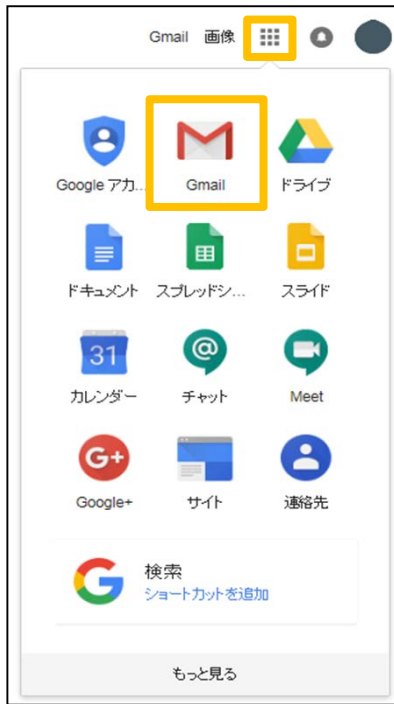 Gmail 画像
Google アカ... Gmail ドライブ
31
ドキュメント スプレッドシ... スライド
カレンダー チャット Meet
G+
Google+ サイト 連絡先
G 検索
ショートカットを追加
もっと見る